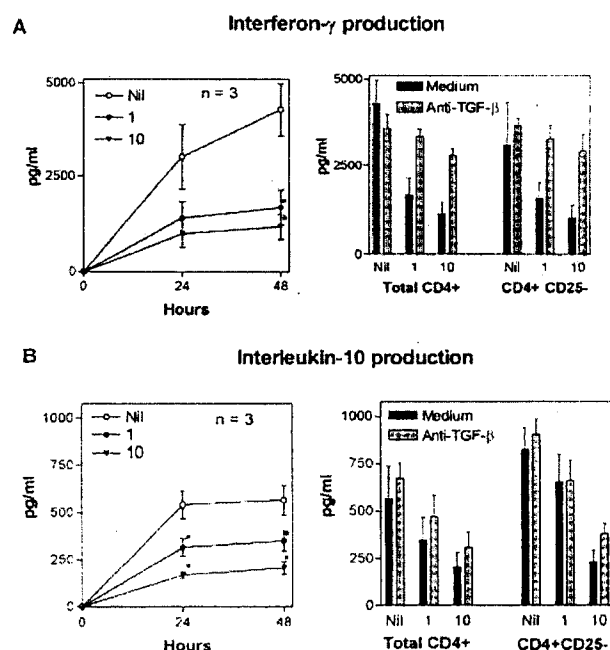 A
Interferon-γ production
5000
2500
0
pg/ml
Nil
1
10
n = 3
0 24 48
Hours
5000
2500
0
pg/ml
Medium
Anti-TGF-β
Nil 1 10 Nil 1 10
Total CD4+ CD4+ CD25-
B
Interleukin-10 production
1000
750
500
250
0
pg/ml
Nil
1
10
n = 3
0 24 48
Hours
1000
750
500
250
0
pg/ml
Medium
Anti-TGF-β
Nil 1 10 Nil 1 10
Total CD4+ CD4+CD25-